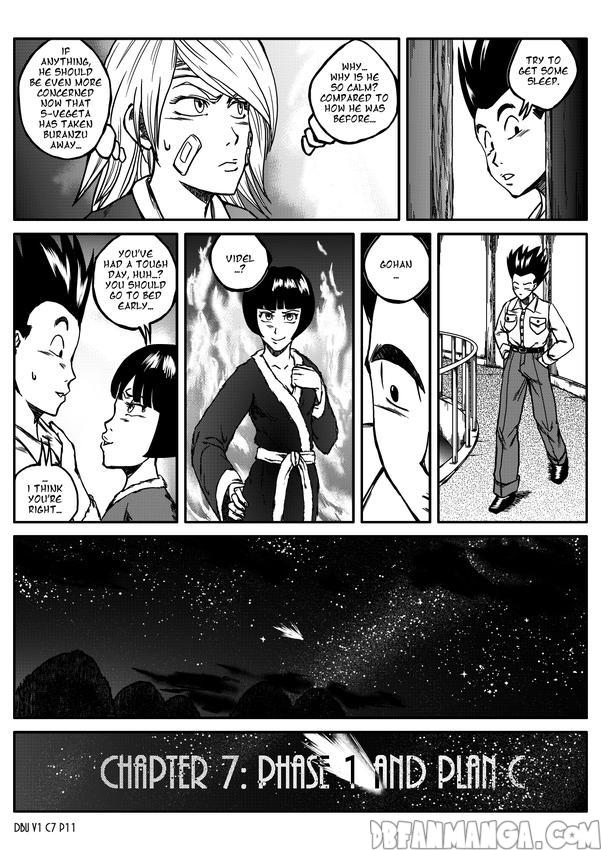 TRY TO
GET SOME
SLEEP.
WHY...
WHY IS HE
SO CALM?
COMPARED
TO HOW HE
WAS
BEFORE...
IF
ANYTHING,
HE SHOULD
BE EVEN MORE
CONCERNED
NOW THAT
S-VEGETA
HAS TAKEN
BURANZU
AWAY...
GOHAN
...
VIDEL
...?
YOU'VE
HAD A TOUGH
DAY, HUH...?
YOU SHOULD
GO TO BED
EARLY...
...
I THINK
YOU'RE
RIGHT...
CHAPTER 7: PHASE 1 AND PLAN C
DBU V1 C7 P11
DBFANMANGA.COM